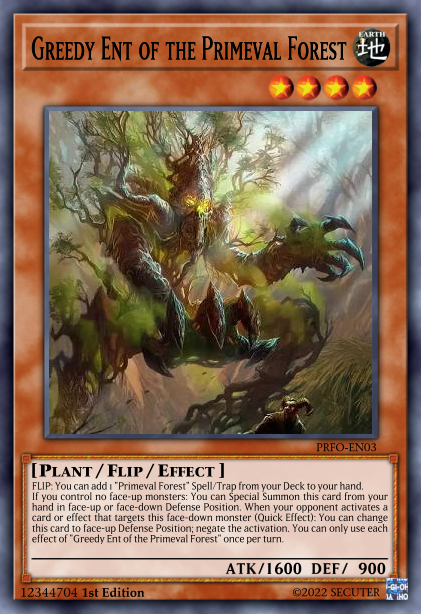 GREEDY ENT OF THE PRIMEVAL FOREST
EARTH
地
PRFO-EN03
[PLANT / FLIP / EFFECT ]
FLIP: You can add 1 "Primeval Forest" Spell/Trap from your Deck to your hand.
If you control no face-up monsters: You can Special Summon this card from your
hand in face-up or face-down Defense Position. When your opponent activates a
card or effect that targets this face-down monster (Quick Effect): You can change
this card to face-up Defense Position; negate the activation. You can only use each
effect of "Greedy Ent of the Primeval Forest" once per turn.
ATK/1600 DEF/ 900
12344704 1st Edition
©2022 SECUTER